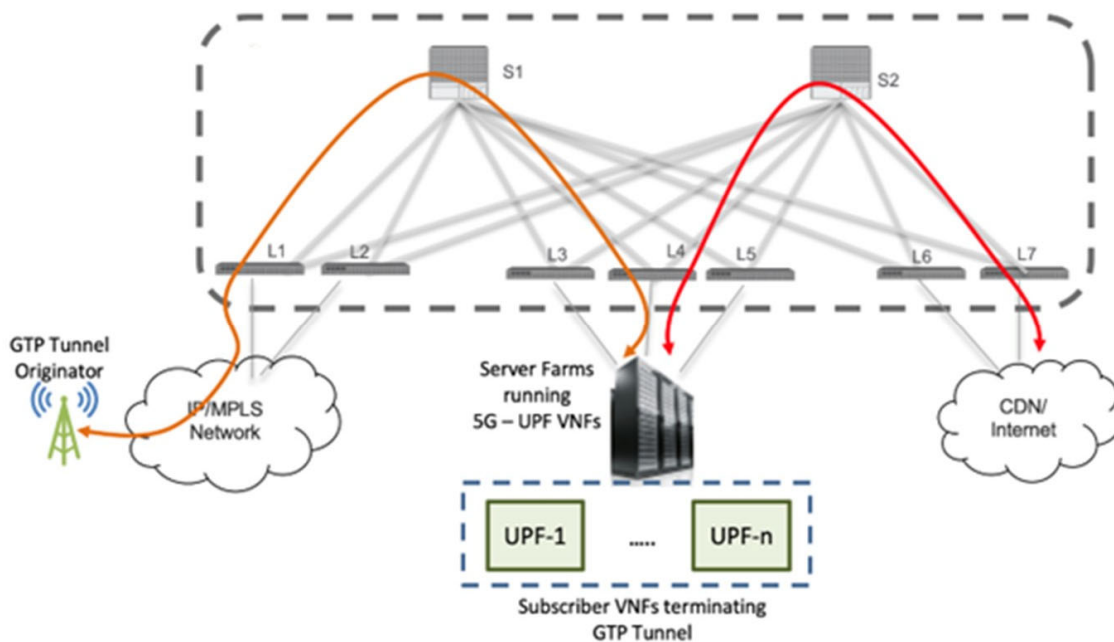 S1
S2
L1
L2
L3
L4
L5
L6
L7
GTP Tunnel
Originator
IP/MPLS
Network
Server Farms
running
5G – UPF VNFs
CDN/
Internet
UPF-1
.....
UPF-n
Subscriber VNFs terminating
GTP Tunnel